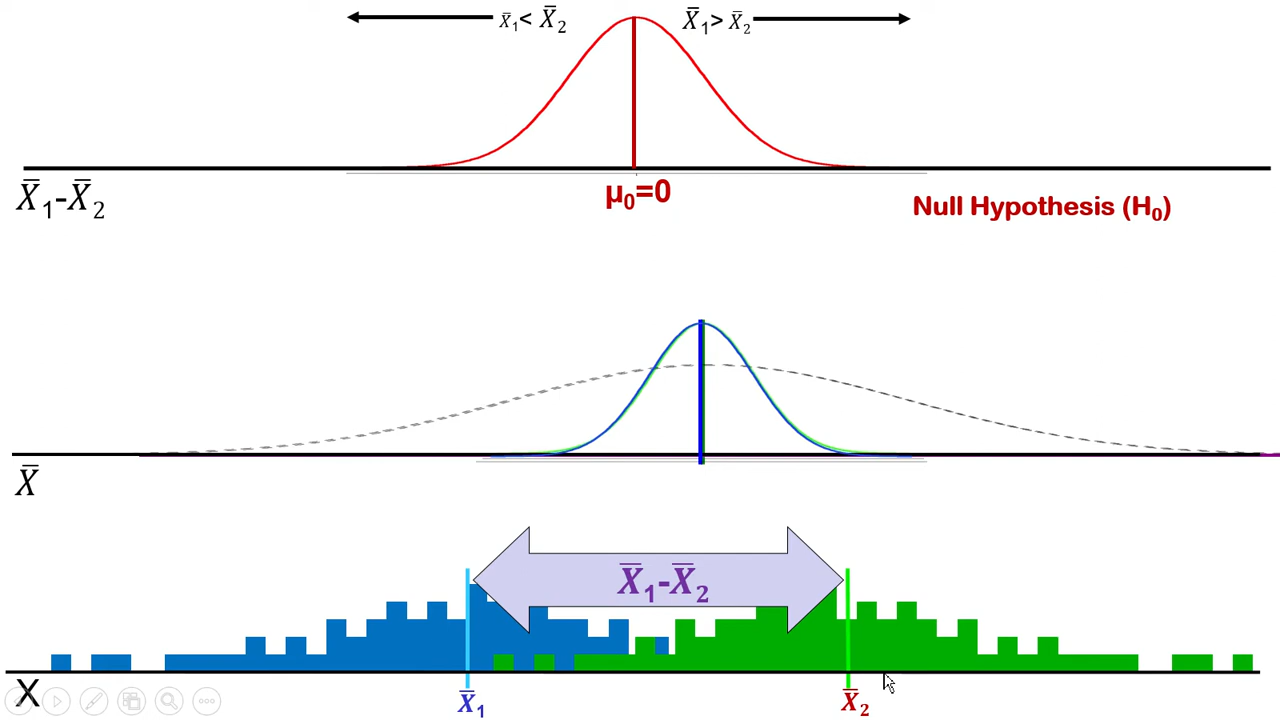 X̄₁< X̄₂ X̄₁> X̄₂
X̄₁-X̄₂
µ₀=0
Null Hypothesis (H₀)
X̄
X̄₁-X̄₂
X
X̄₁ X̄₂